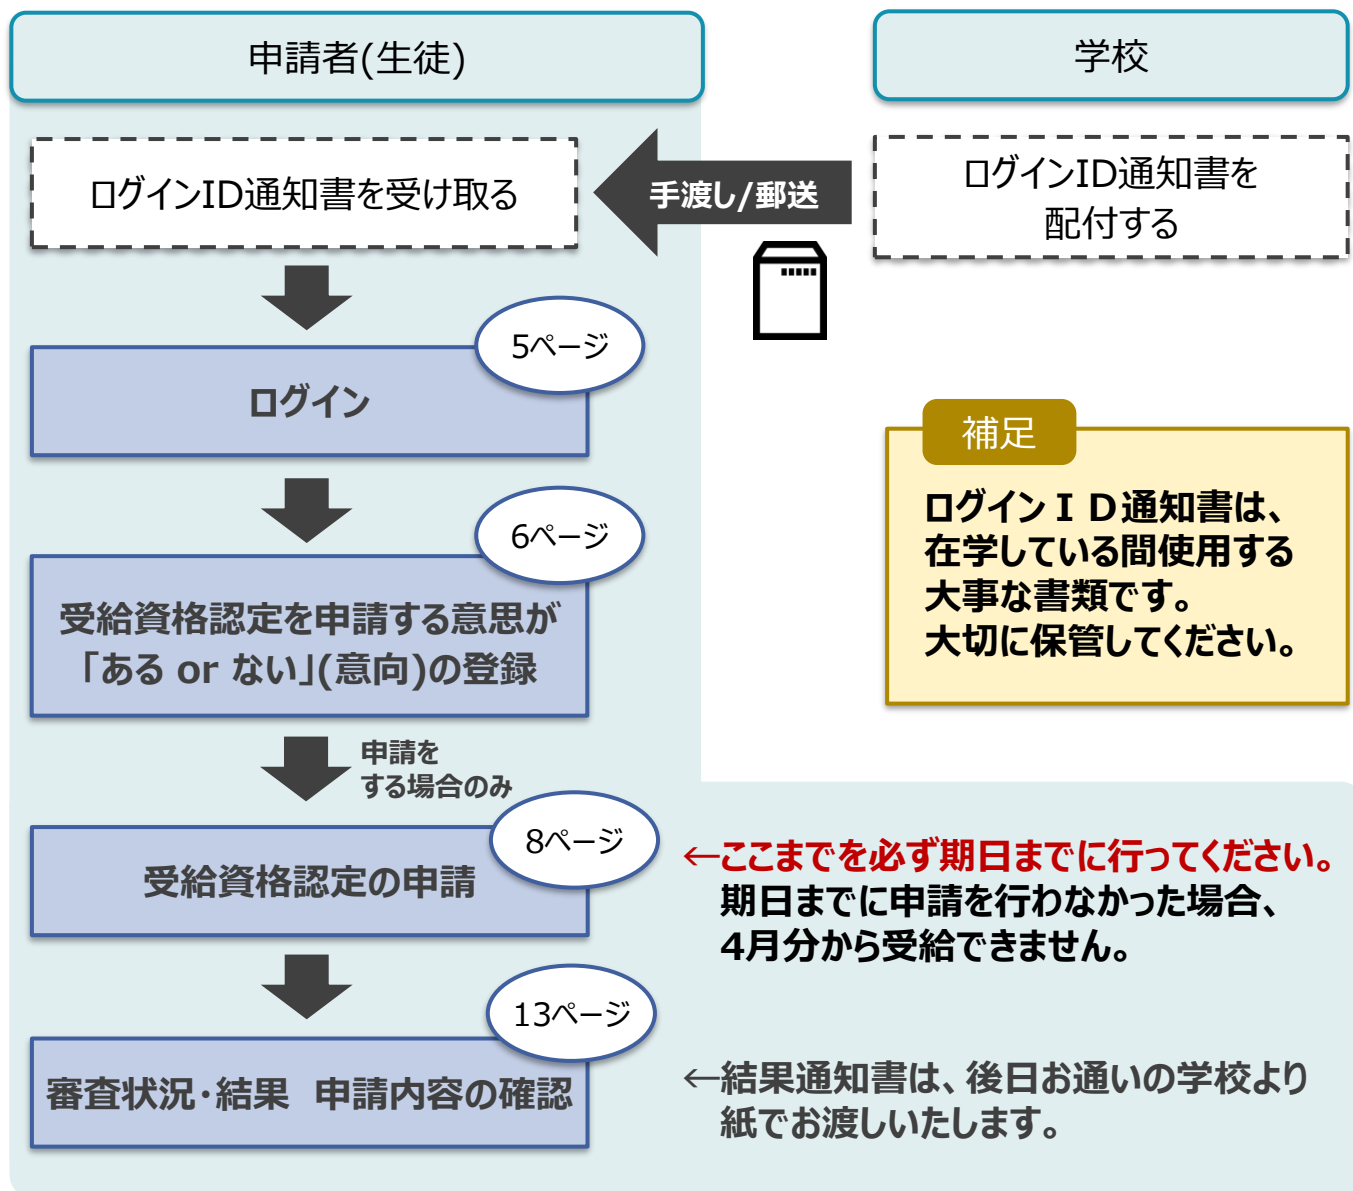 申請者(生徒)
学校
ログインID通知書を受け取る
手渡し/郵送
ログインID通知書を
配付する
5ページ
ログイン
補足
ログインＩＤ通知書は、
在学している間使用する
大事な書類です。
大切に保管してください。
6ページ
受給資格認定を申請する意思が
「ある or ない」(意向)の登録
申請を
する場合のみ
8ページ
受給資格認定の申請
←ここまでを必ず期日までに行ってください。
期日までに申請を行わなかった場合、
4月分から受給できません。
13ページ
審査状況・結果　申請内容の確認
←結果通知書は、後日お通いの学校より
紙でお渡しいたします。